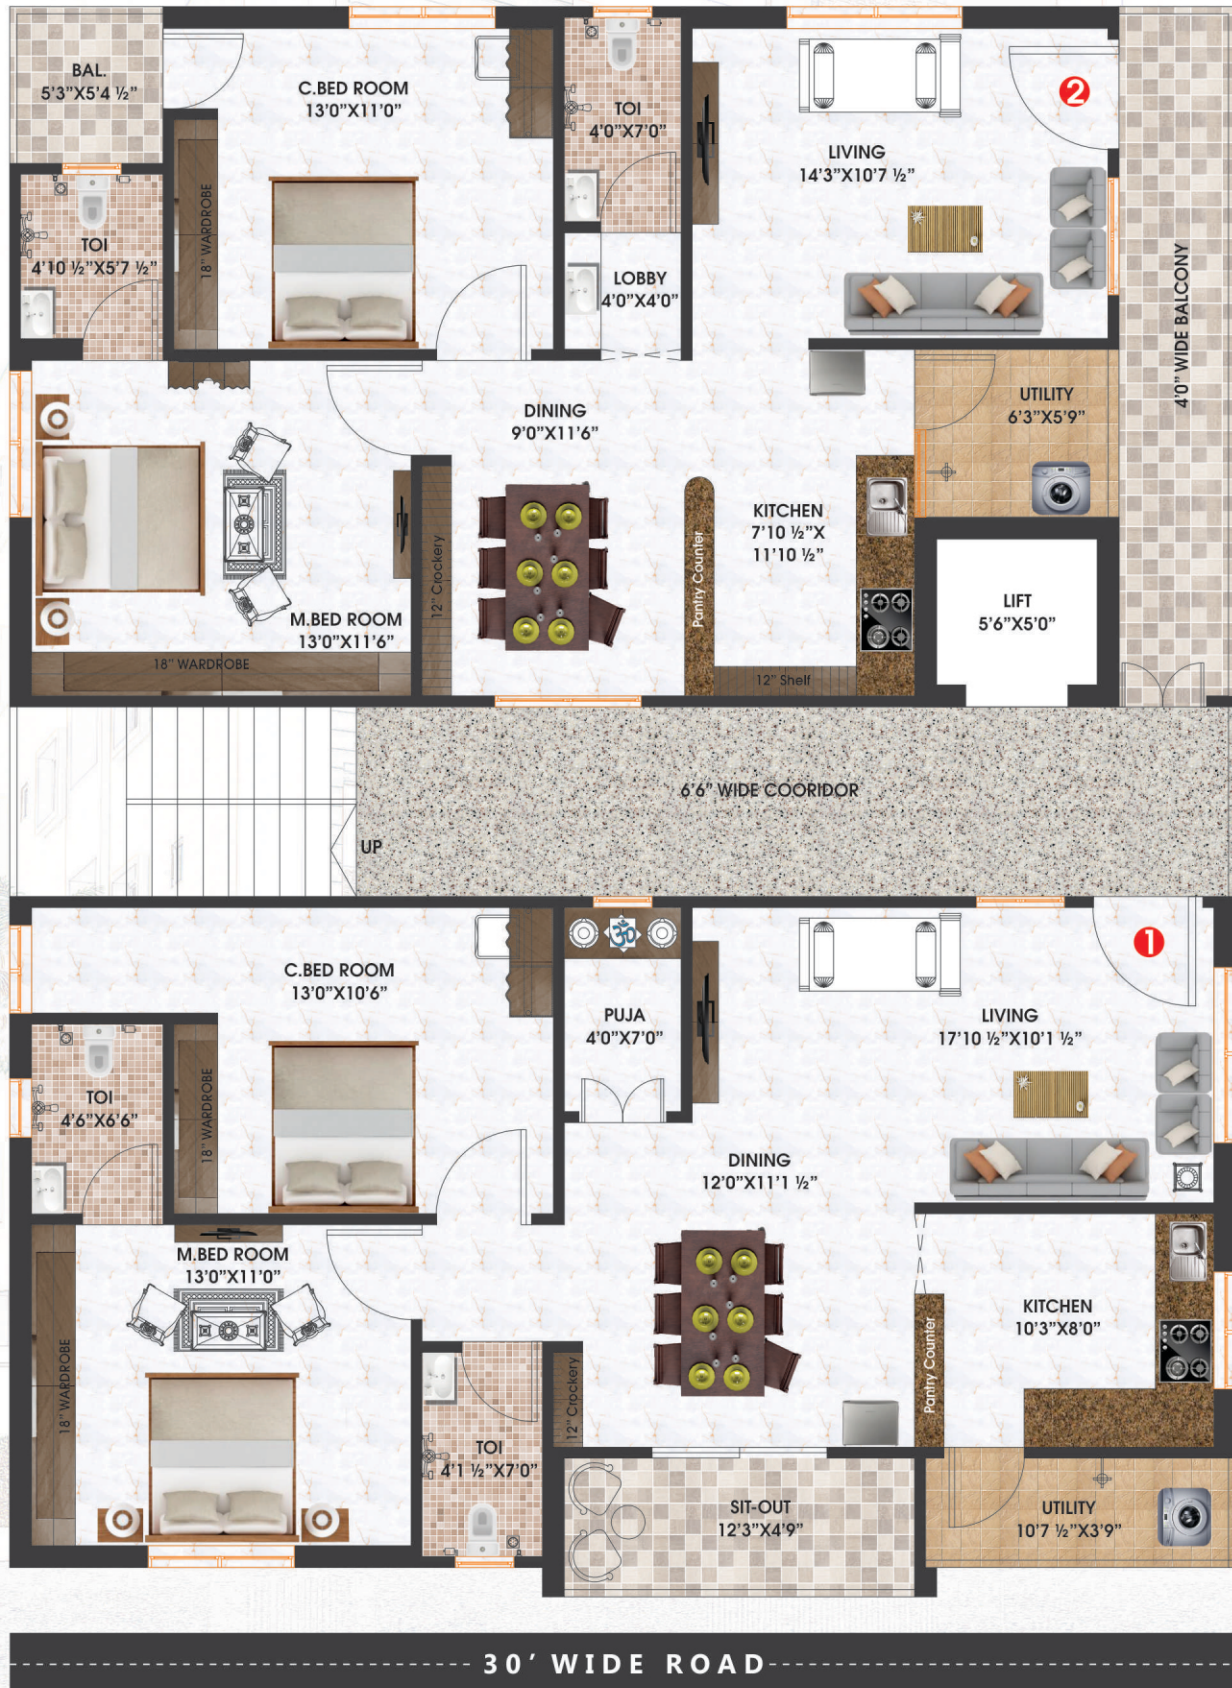 BAL.
5'3"X5'4 ½"
C.BED ROOM
13'0"X11'0"
TOI
4'0"X7'0"
2
LIVING
14'3"X10'7 ½"
18" WARDROBE
TOI
4'10 ½"X5'7 ½"
LOBBY
4'0"X4'0"
4'0" WIDE BALCONY
UTILITY
6'3"X5'9"
DINING
9'0"X11'6"
KITCHEN
7'10 ½"X
11'10 ½"
Pantry Counter
12" Crockery
LIFT
5'6"X5'0"
M.BED ROOM
13'0"X11'6"
18" WARDROBE
12" Shelf
6'6" WIDE COORIDOR
UP
C.BED ROOM
13'0"X10'6"
ॐ
1
PUJA
4'0"X7'0"
LIVING
17'10 ½"X10'1 ½"
TOI
4'6"X6'6"
18" WARDROBE
DINING
12'0"X11'1 ½"
M.BED ROOM
13'0"X11'0"
KITCHEN
10'3"X8'0"
18" WARDROBE
12" Crockery
Pantry Counter
TOI
4'1 ½"X7'0"
SIT-OUT
12'3"X4'9"
UTILITY
10'7 ½"X3'9"
30' WIDE ROAD